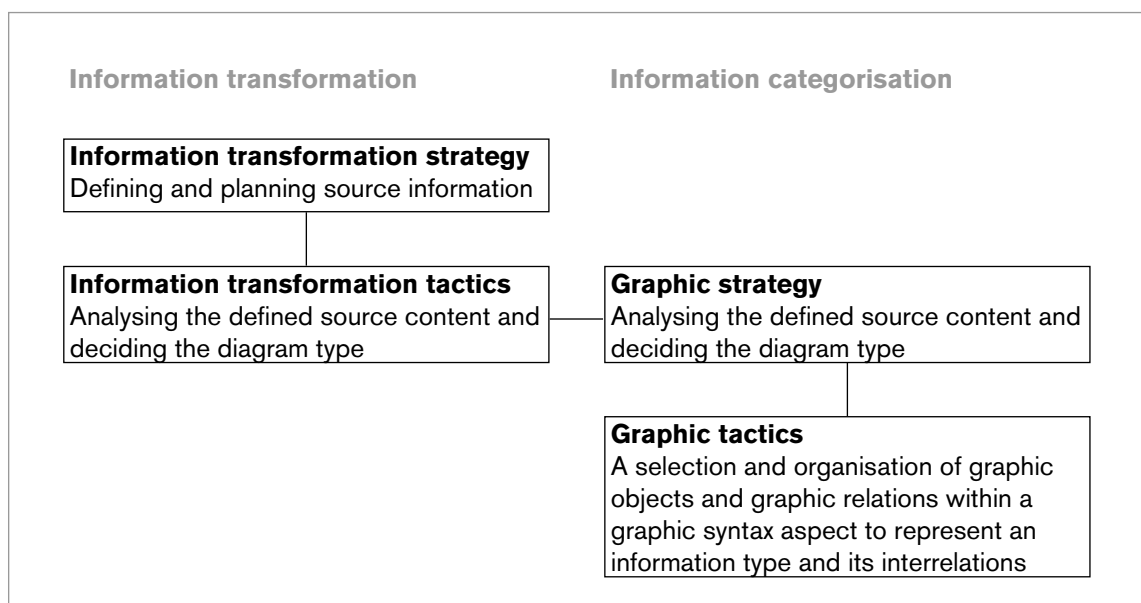 Information transformation
Information categorisation
Information transformation strategy
Defining and planning source information
Information transformation tactics
Analysing the defined source content and
deciding the diagram type
Graphic strategy
Analysing the defined source content and
deciding the diagram type
Graphic tactics
A selection and organisation of graphic
objects and graphic relations within a
graphic syntax aspect to represent an
information type and its interrelations